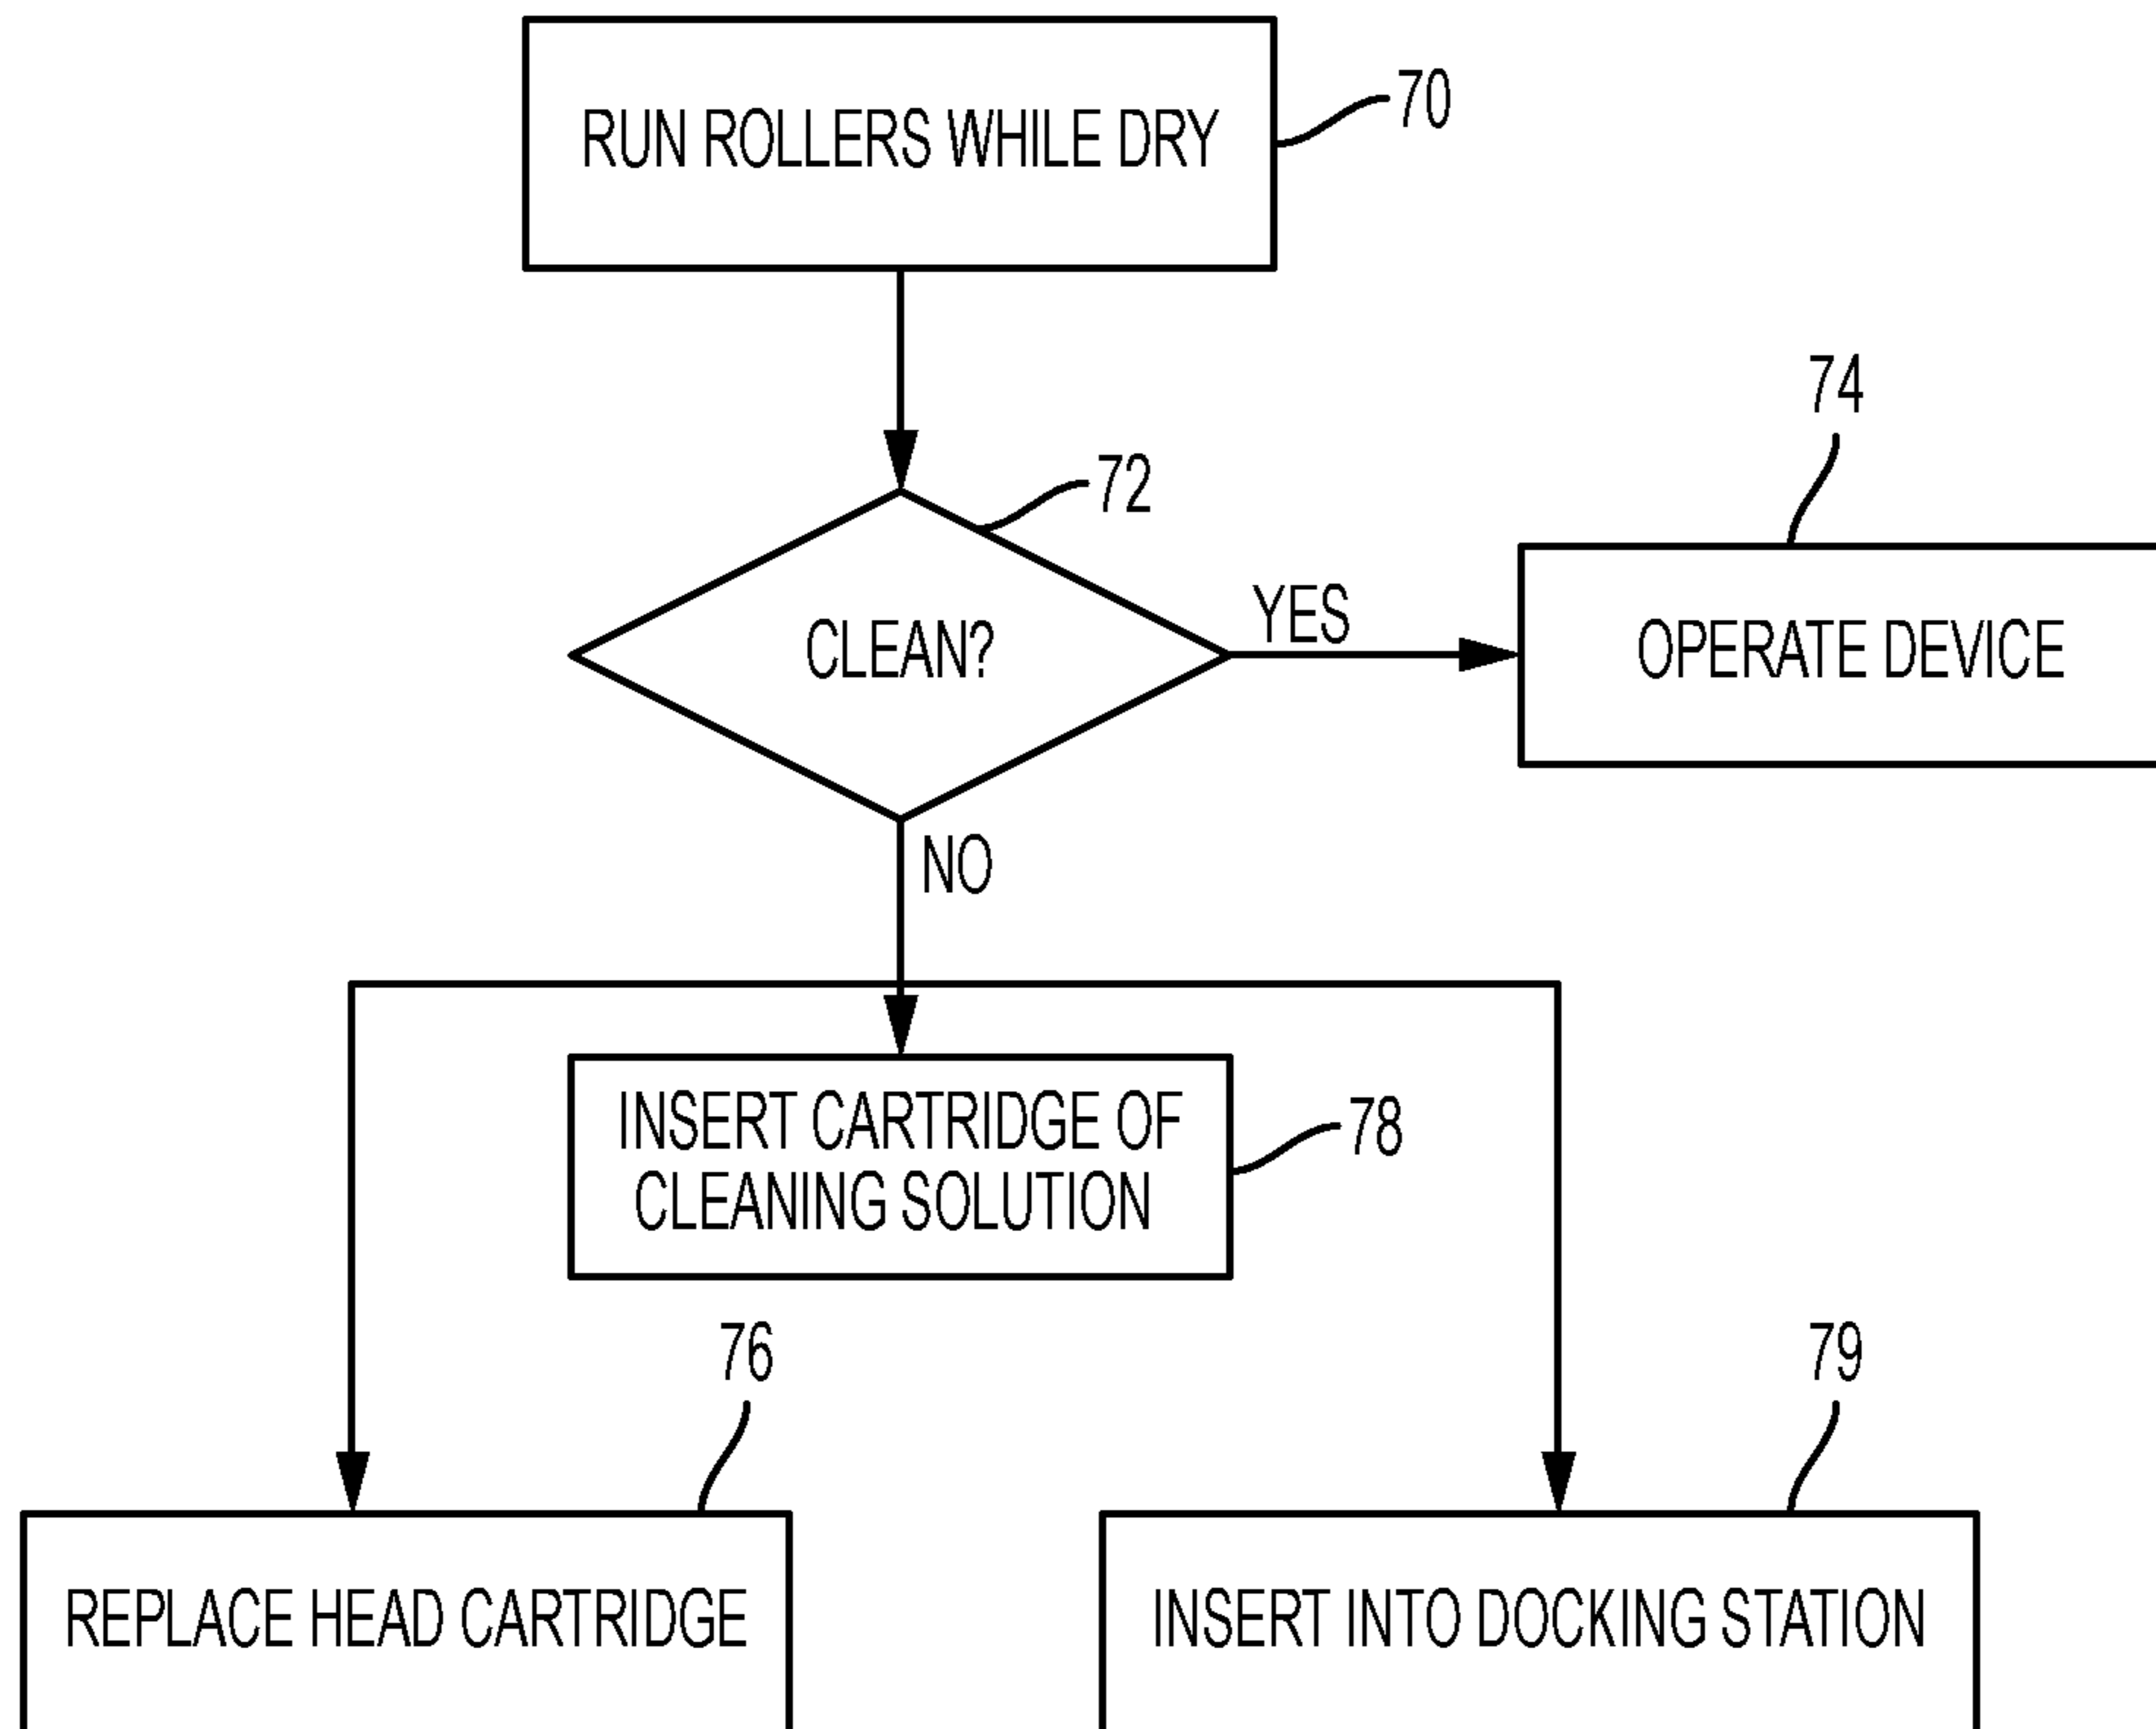 RUN ROLLERS WHILE DRY
70
72
74
CLEAN?
YES
OPERATE DEVICE
NO
INSERT CARTRIDGE OF
CLEANING SOLUTION
78
76
79
REPLACE HEAD CARTRIDGE
INSERT INTO DOCKING STATION